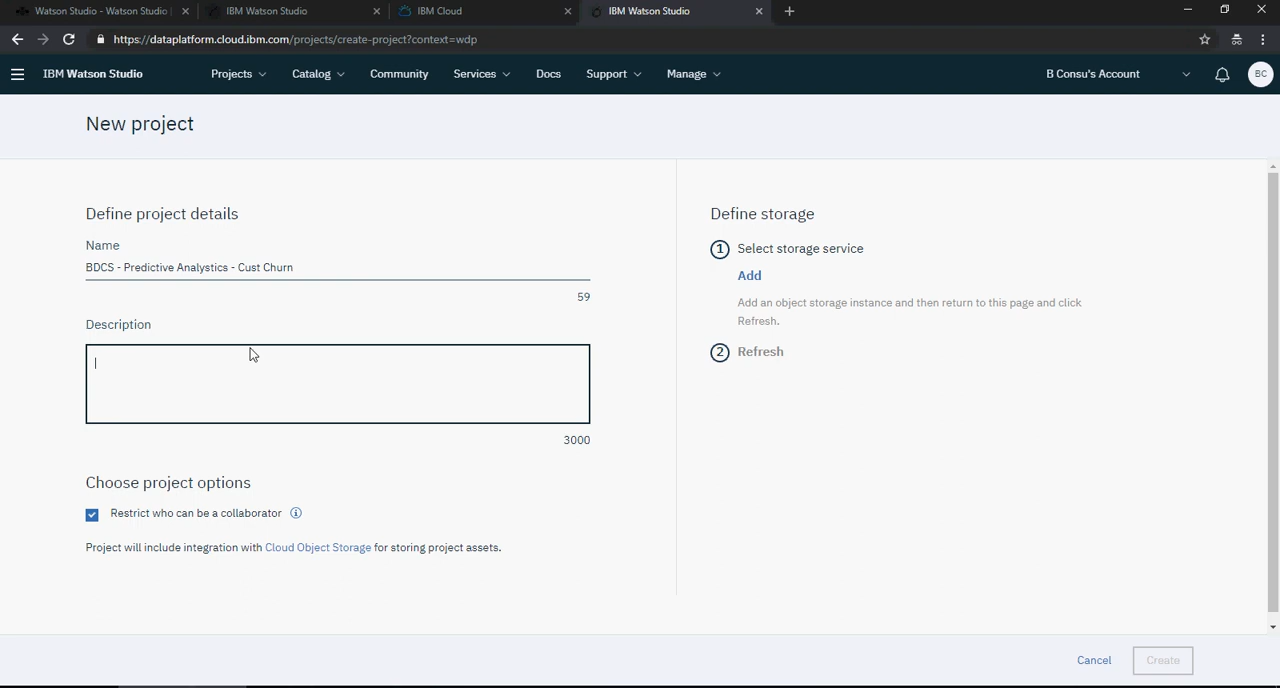 Watson Studio - Watson Studio
IBM Watson Studio
IBM Cloud
IBM Watson Studio
https://dataplatform.cloud.ibm.com/projects/create-project?context=wdp
IBM Watson Studio Projects Catalog Community Services Docs Support Manage B Consu's Account BC
New project
Define project details
Name
BDCS - Predictive Analystics - Cust Churn
59
Description
3000
Choose project options
Restrict who can be a collaborator
Project will include integration with Cloud Object Storage for storing project assets.
Define storage
1 Select storage service
Add
Add an object storage instance and then return to this page and click
Refresh.
2 Refresh
Cancel Create